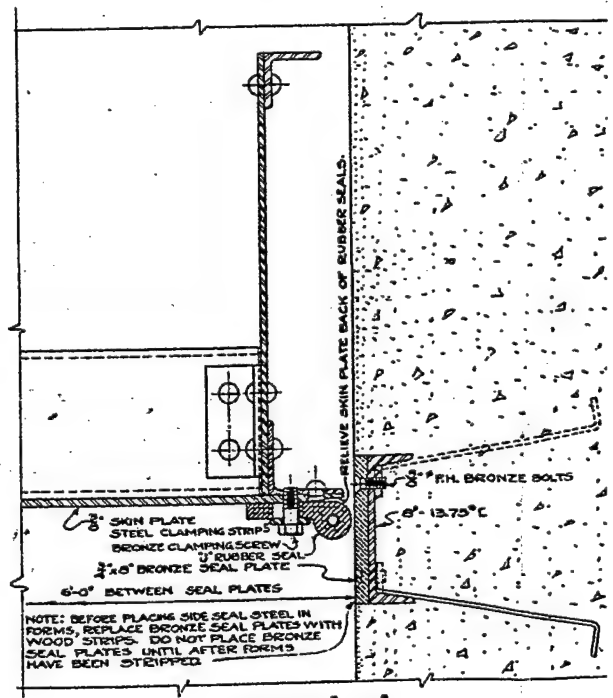 RELIEVE SKIN PLATE BACK OF RUBBER SEALS.
F.H. BRONZE BOLTS
8"- 13.75# [
3/8" SKIN PLATE
STEEL CLAMPING STRIPS
BRONZE CLAMPING SCREW
"J" RUBBER SEAL
x8" BRONZE SEAL PLATE
6'-0" BETWEEN SEAL PLATES
NOTE: BEFORE PLACING SIDE SEAL STEEL IN
FORMS, REPLACE BRONZE SEAL PLATES WITH
WOOD STRIPS. DO NOT PLACE BRONZE
SEAL PLATES UNTIL AFTER FORMS
HAVE BEEN STRIPPED